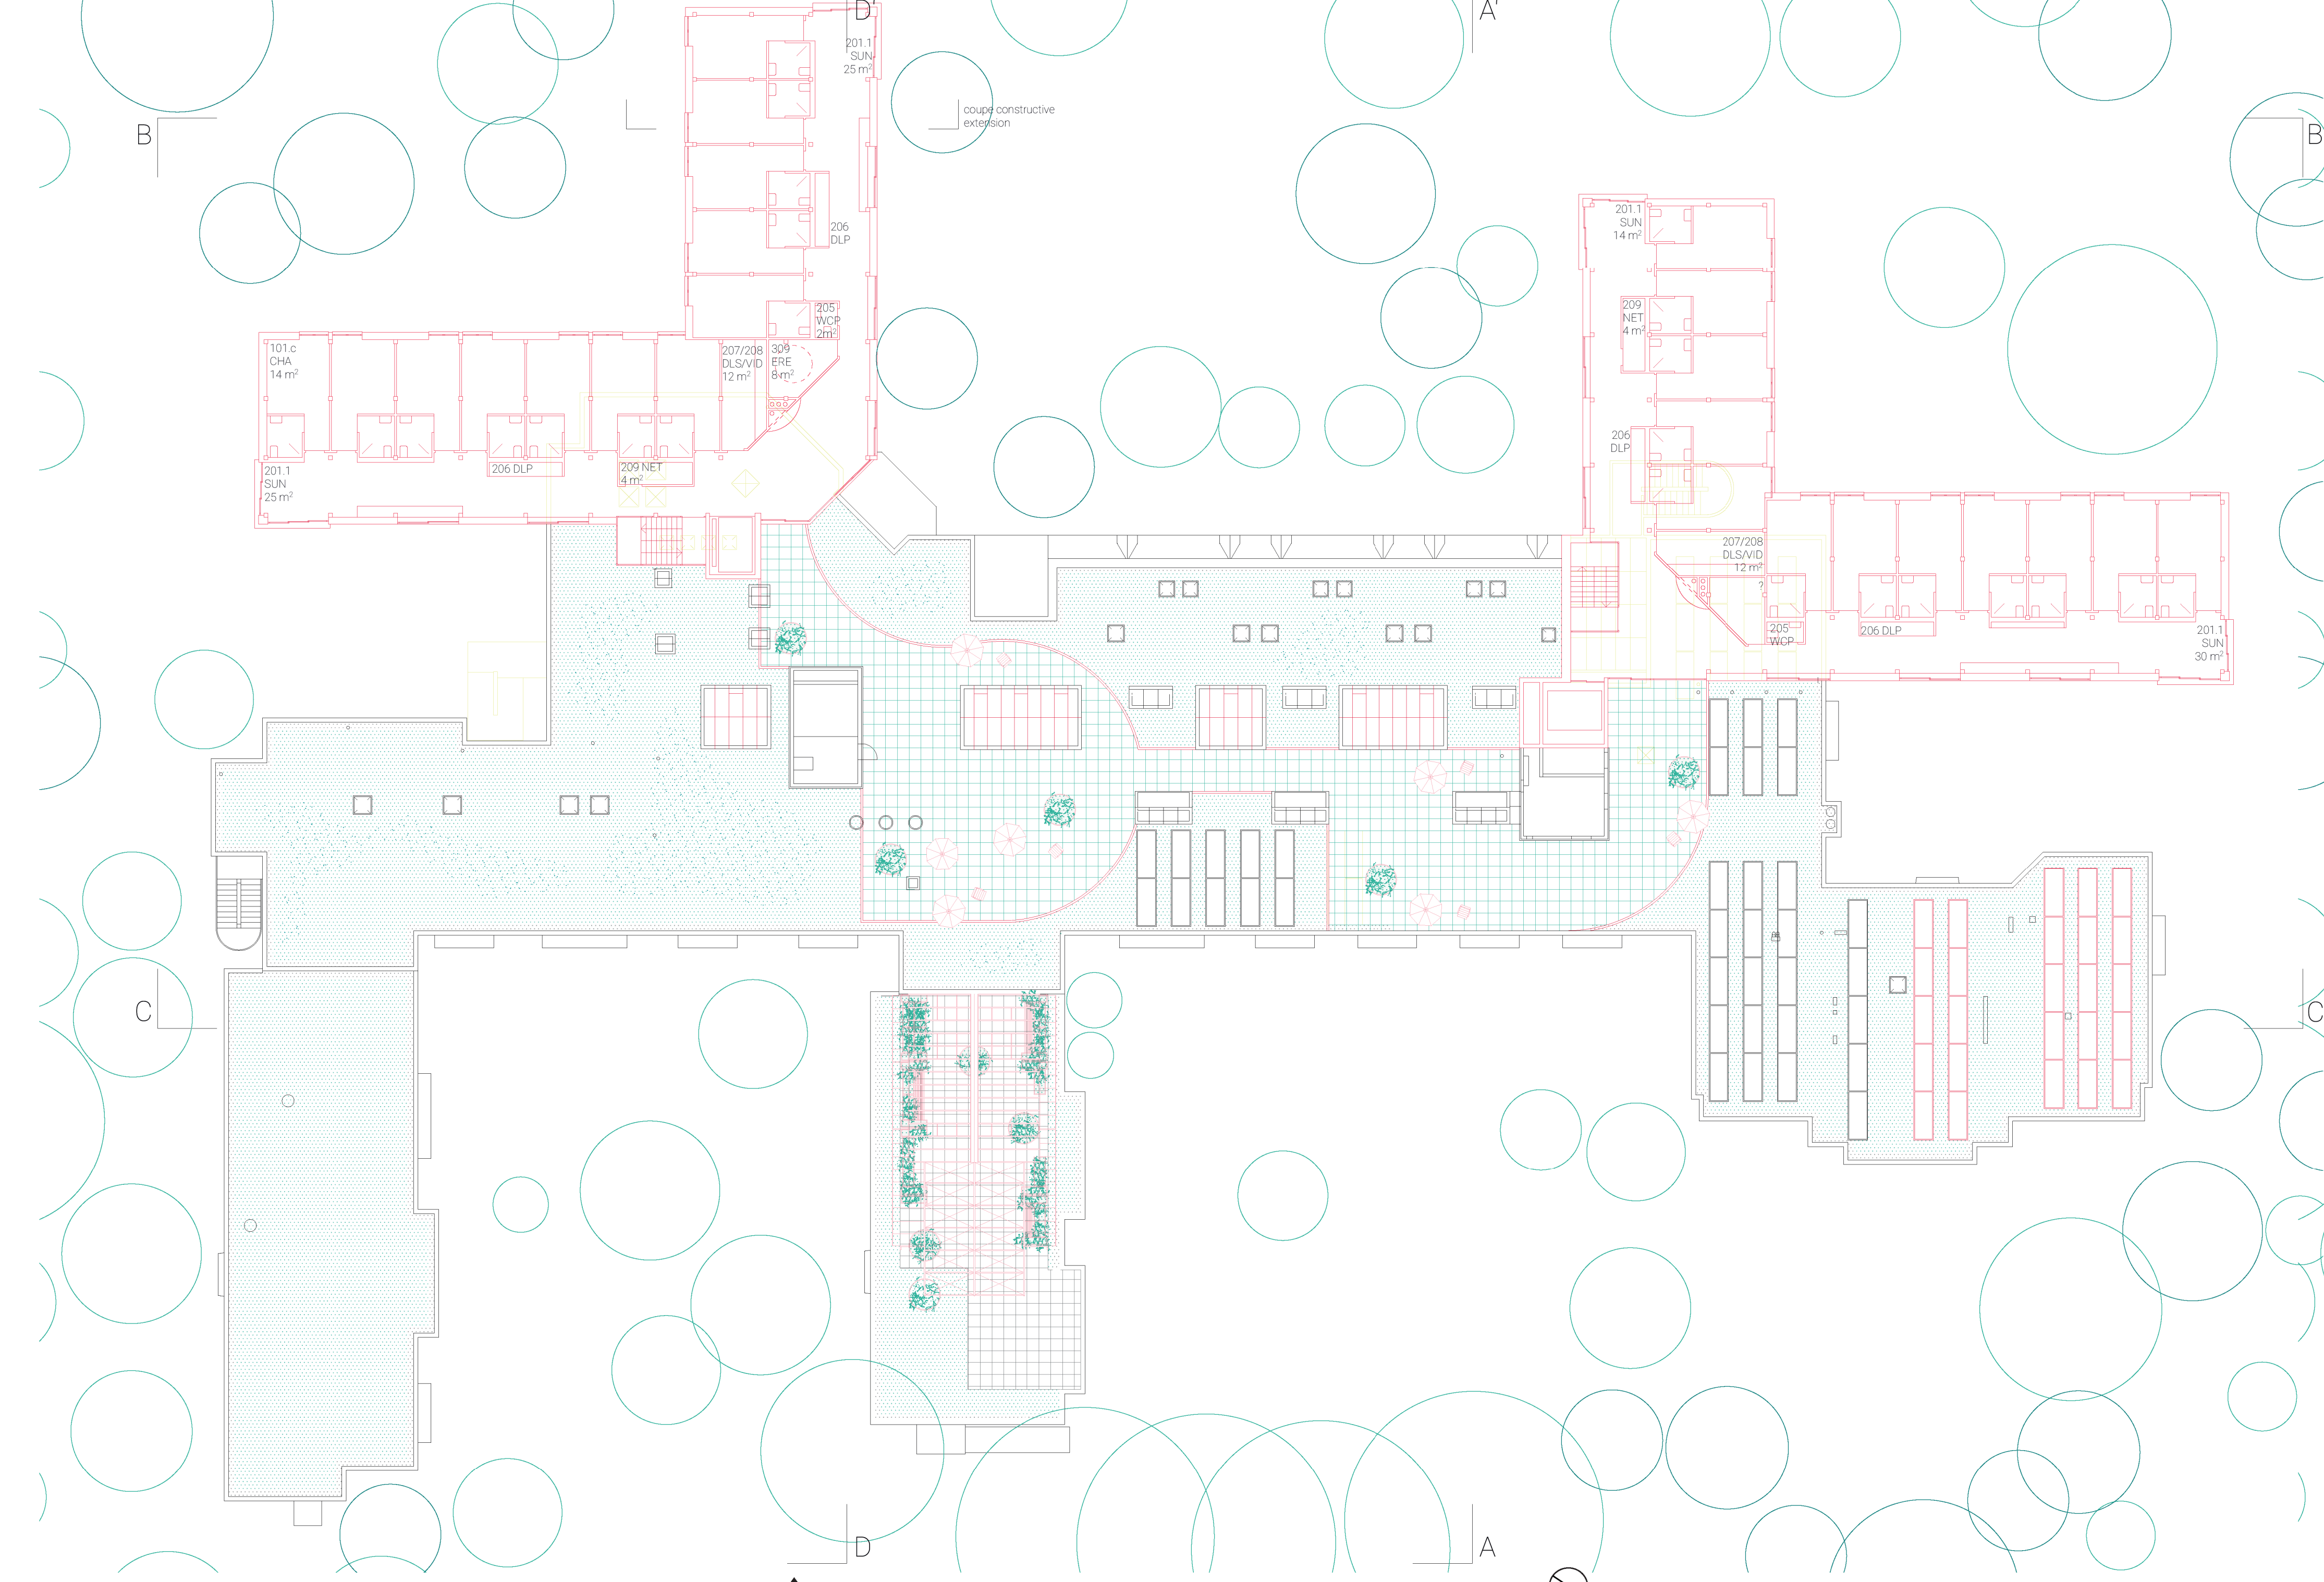 D'
A'
201.1
SUN
25 m²
coupe constructive
extension
B
B
201.1
SUN
14 m²
206
DLP
209
NET
4 m²
205
WCP
2m²
101.c
CHA
14 m²
207/208
DLS/VID
12 m²
309
ERE
8 m²
206
DLP
201.1
SUN
25 m²
206 DLP
209 NET
4 m²
207/208
DLS/VID
12 m²
?
205
WCP
206 DLP
201.1
SUN
30 m²
C
C
D
A